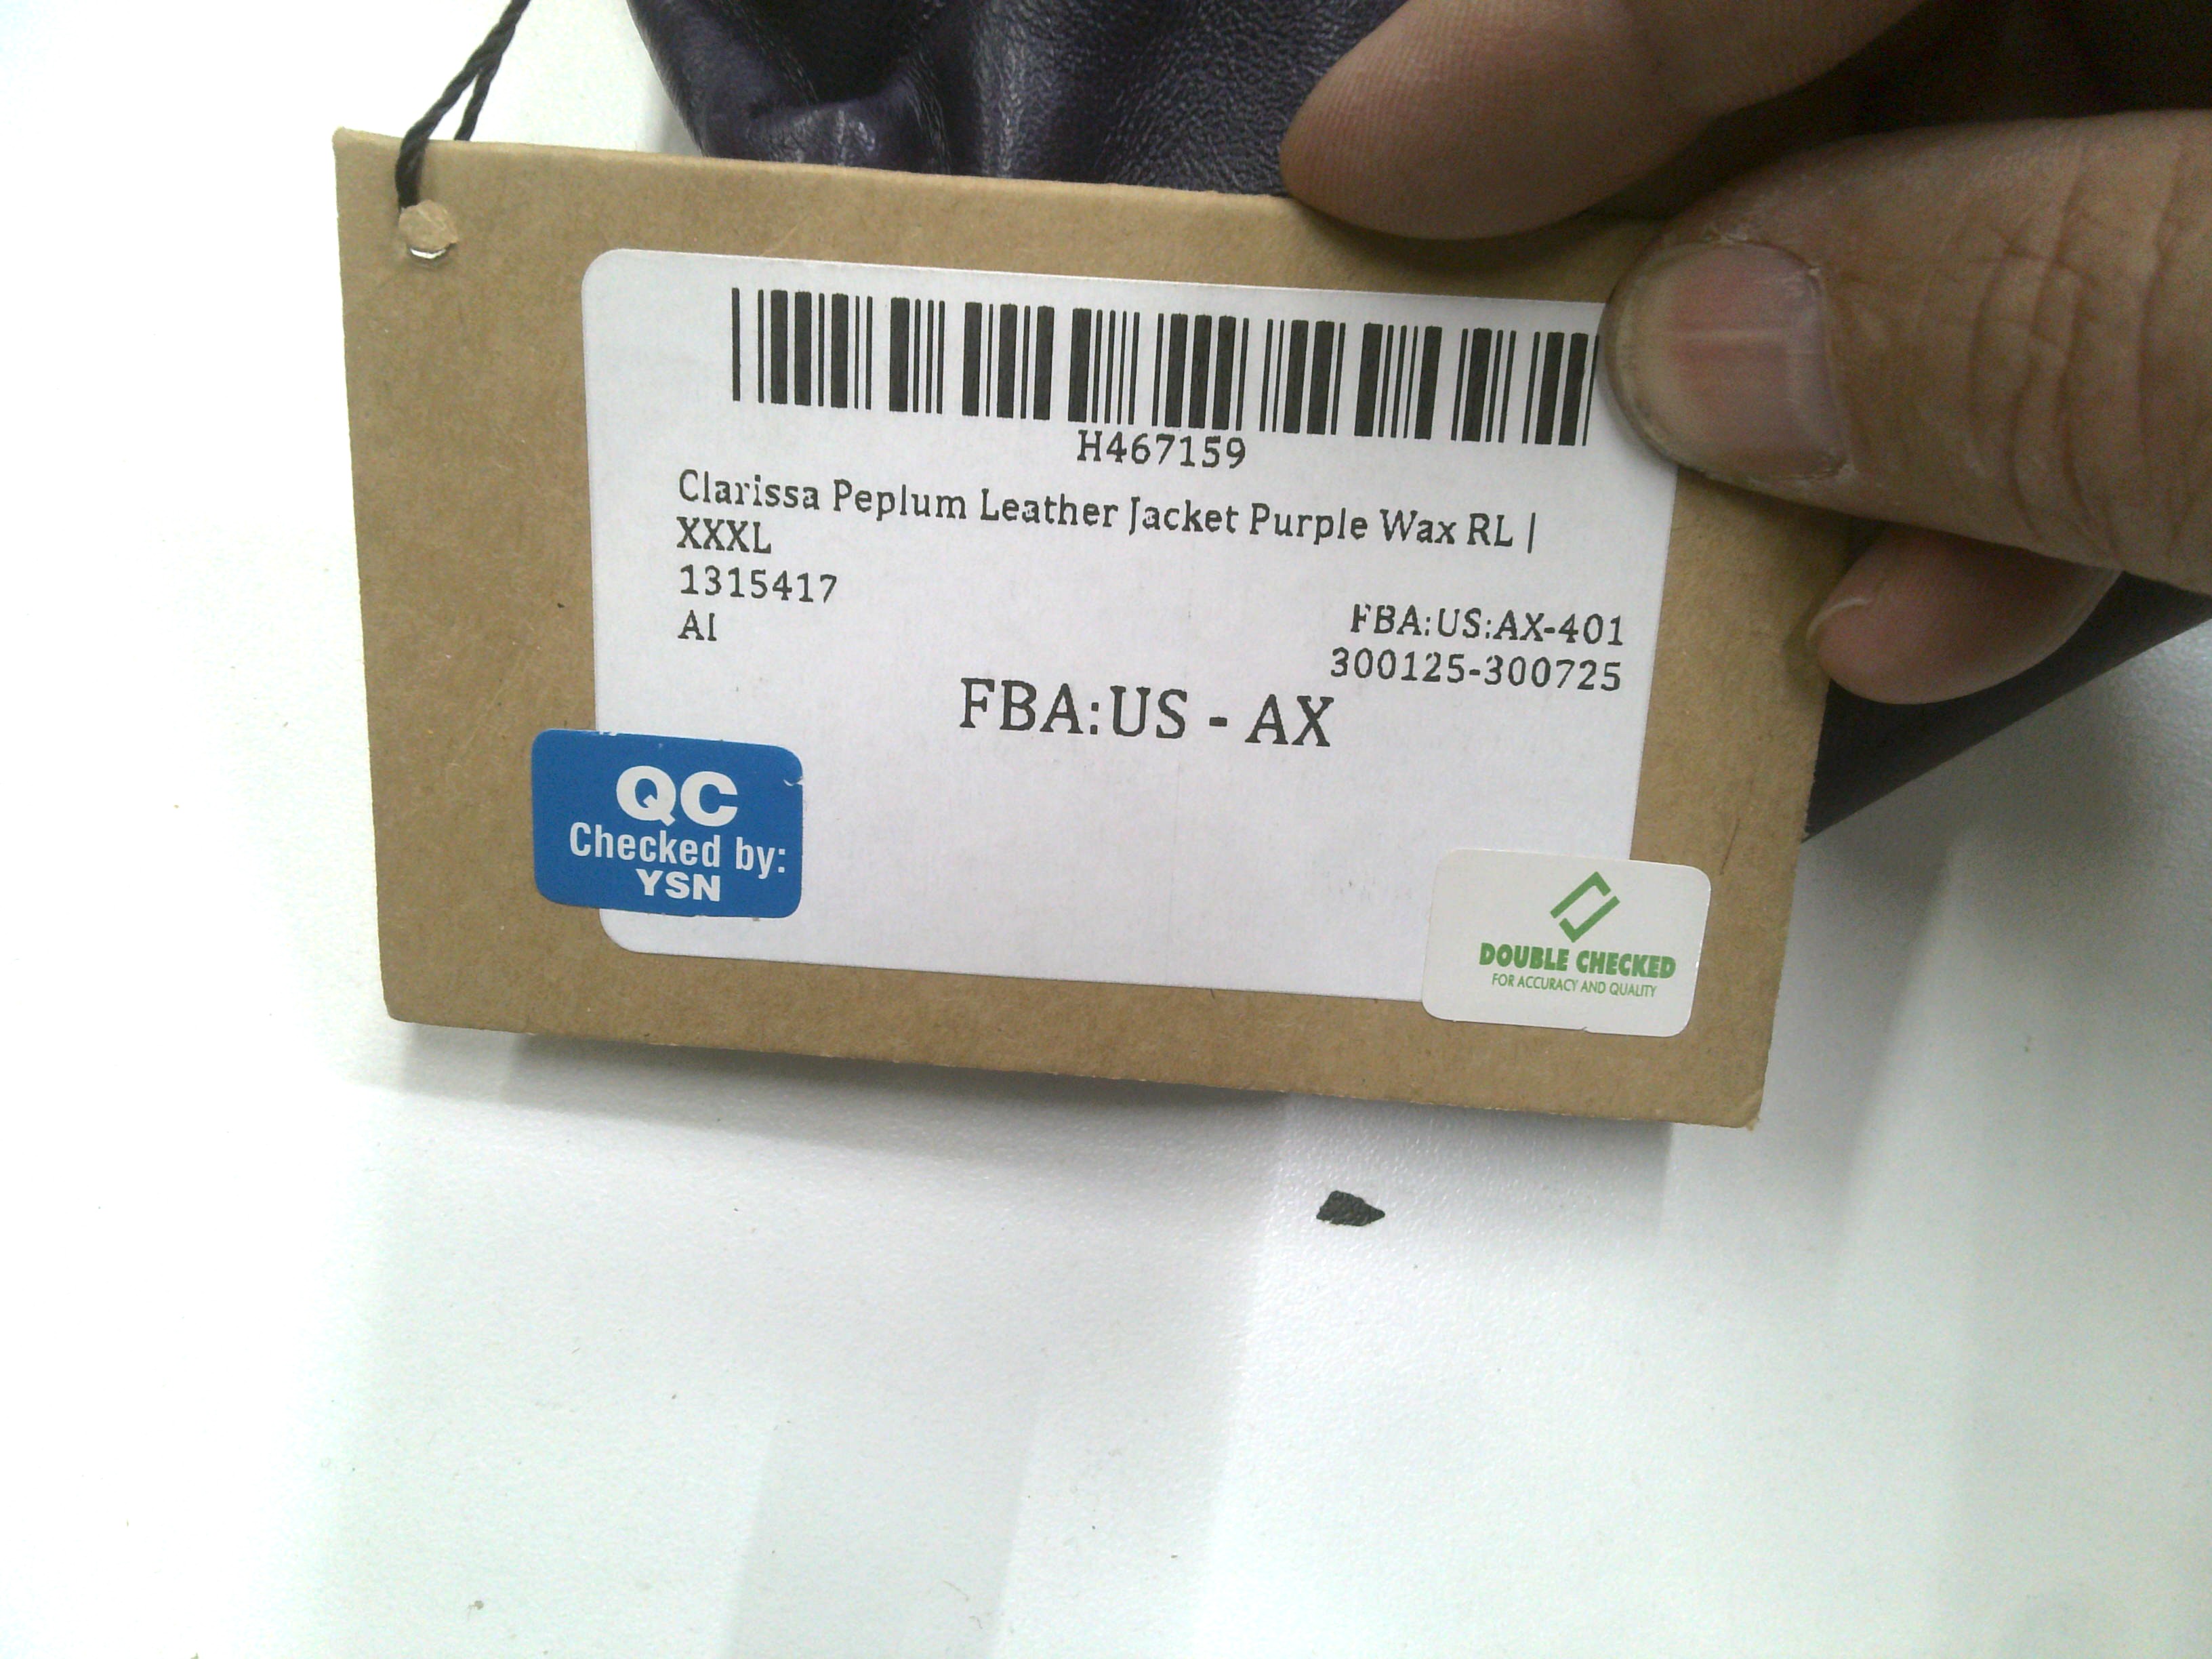 H467159
Clarissa Peplum Leather Jacket Purple Wax RL |
XXXL
1315417
AI
FBA:US:AX-401
300125-300725
FBA:US - AX
QC
Checked by:
YSN
DOUBLE CHECKED
FOR ACCURACY AND QUALITY